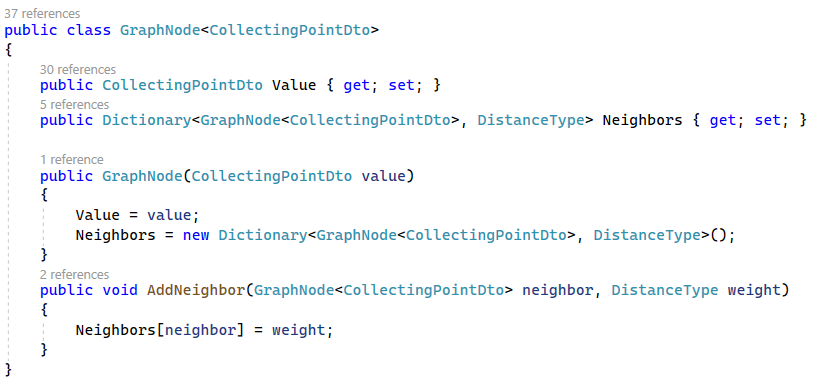 37 references
public class GraphNode<CollectingPointDto>
{
30 references
public CollectingPointDto Value { get; set; }
5 references
public Dictionary<GraphNode<CollectingPointDto>, DistanceType> Neighbors { get; set; }
1 reference
public GraphNode(CollectingPointDto value)
{
Value = value;
Neighbors = new Dictionary<GraphNode<CollectingPointDto>, DistanceType>();
}
2 references
public void AddNeighbor(GraphNode<CollectingPointDto> neighbor, DistanceType weight)
{
Neighbors[neighbor] = weight;
}
}